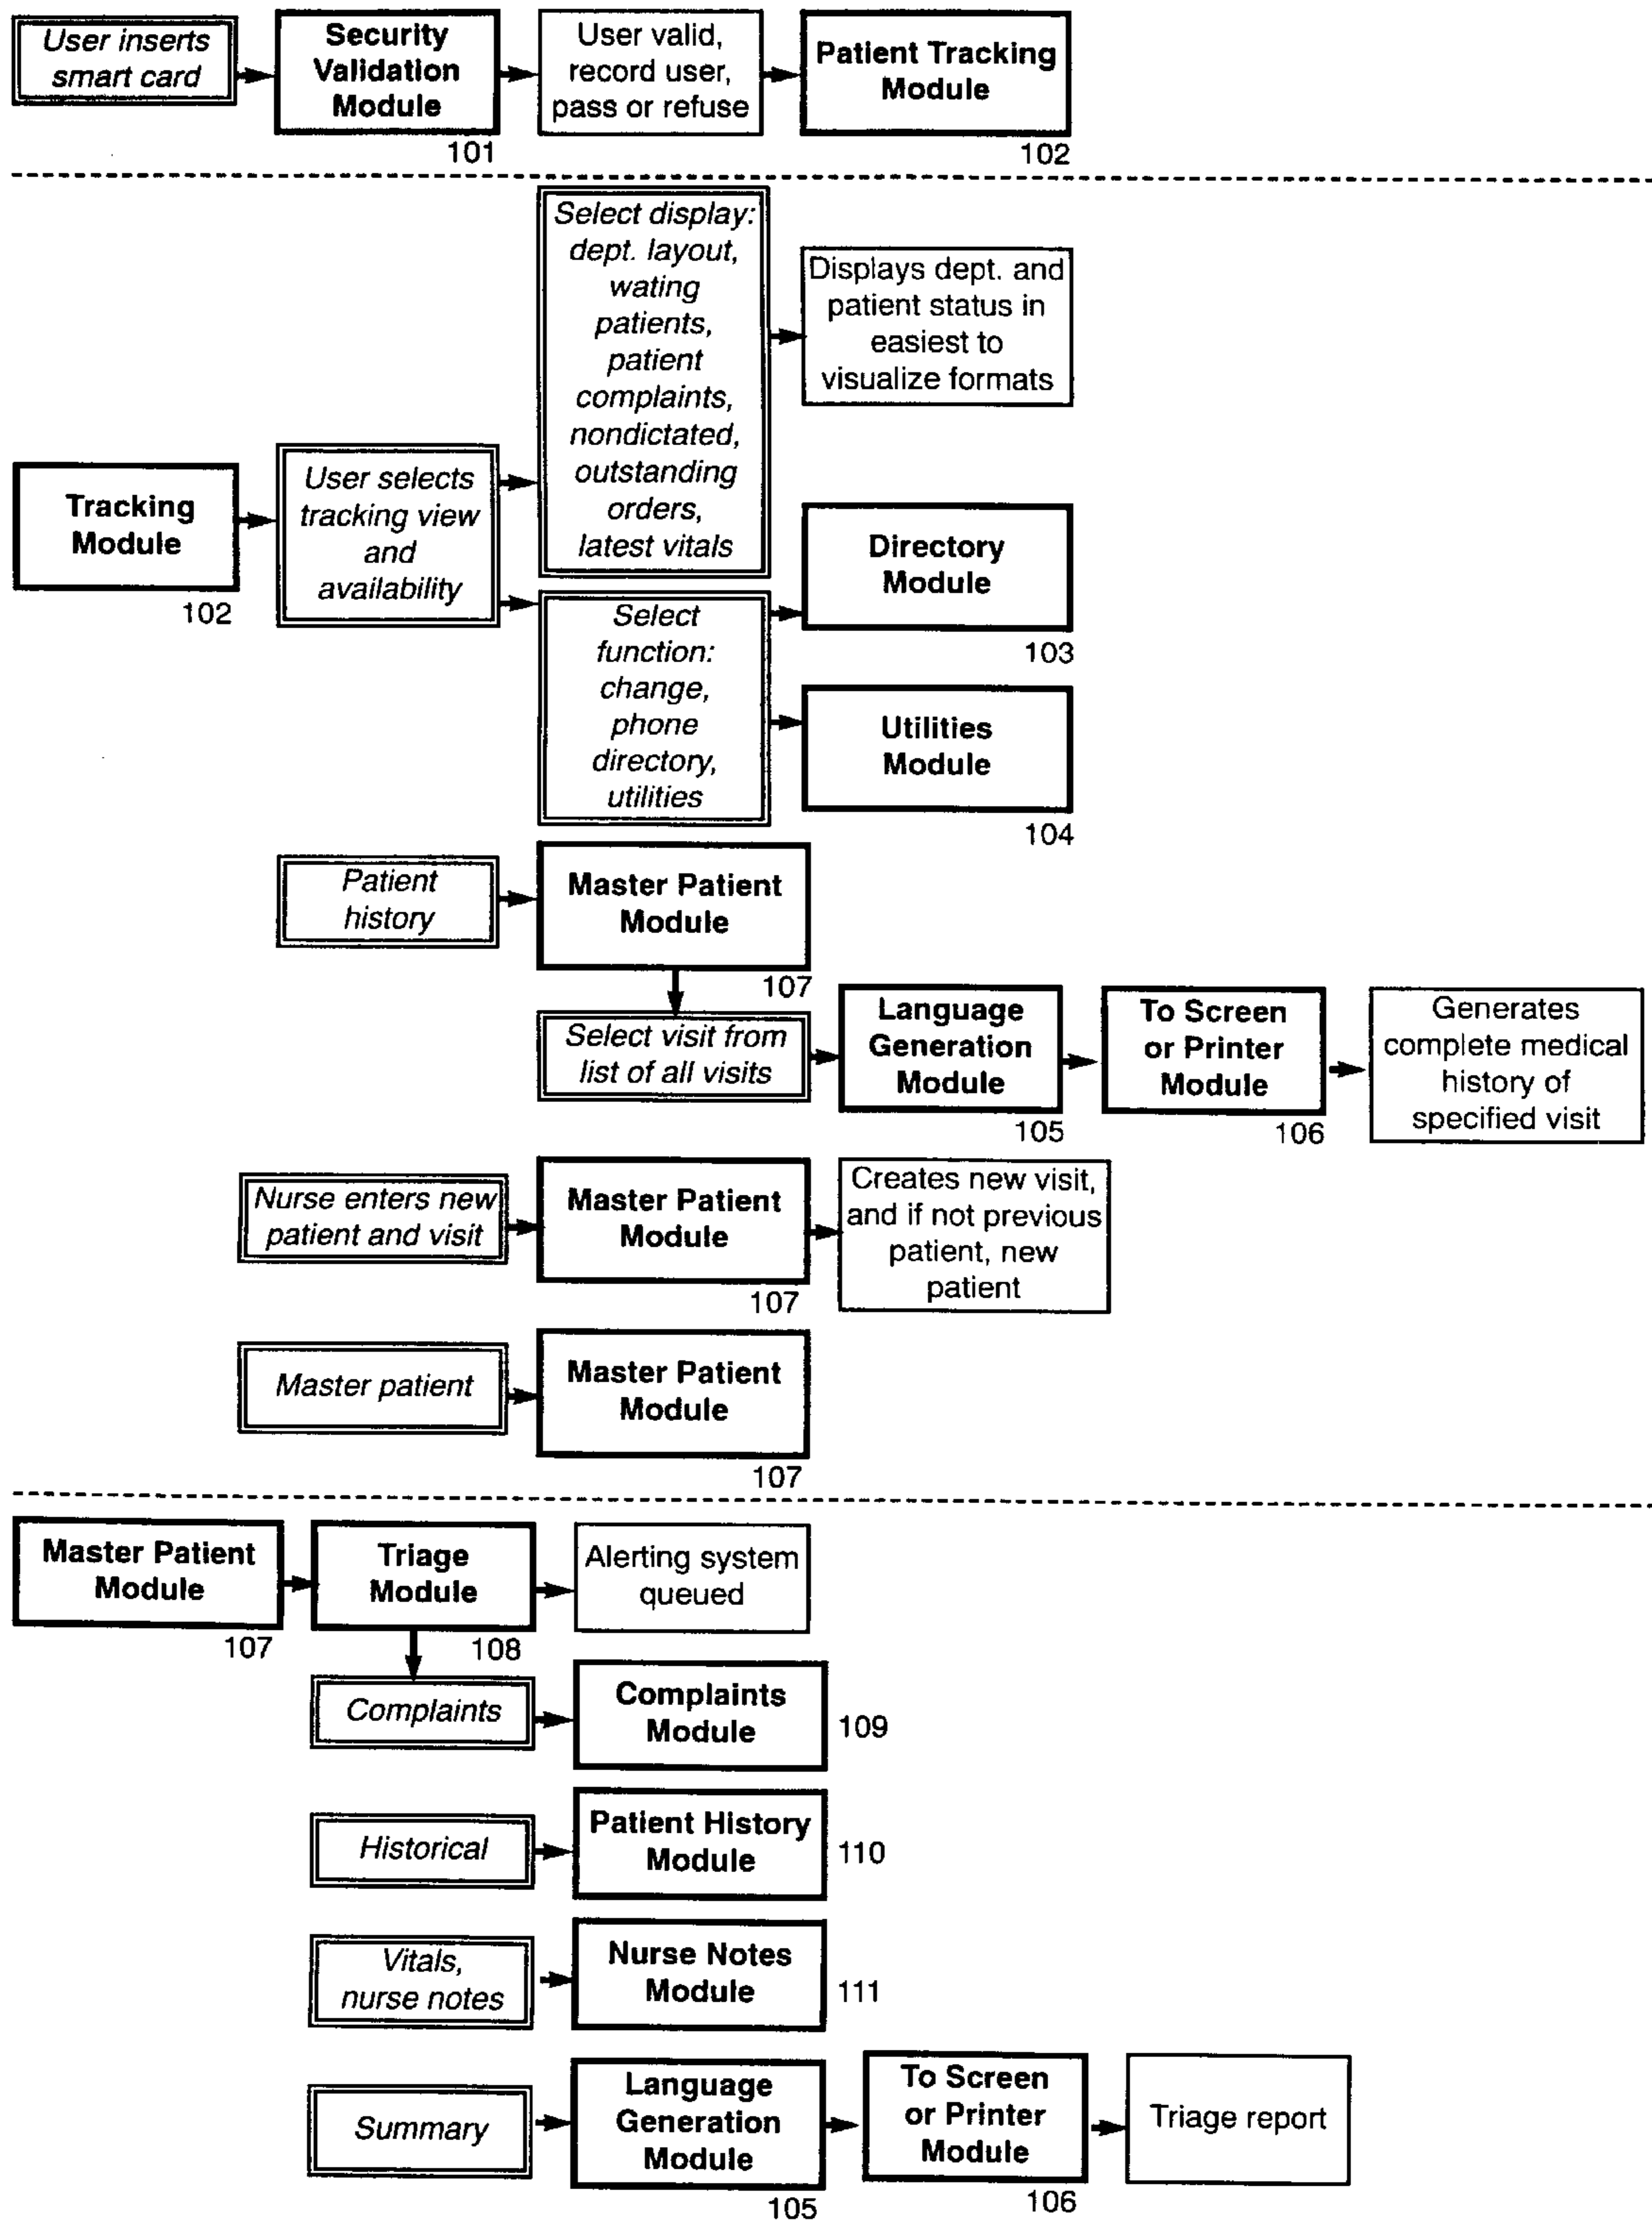 User inserts
smart card
Security
Validation
Module
101
User valid,
record user,
pass or refuse
Patient Tracking
Module
102
Tracking
Module
102
User selects
tracking view
and
availability
Select display:
dept. layout,
wating
patients,
patient
complaints,
nondictated,
outstanding
orders,
latest vitals
Displays dept. and
patient status in
easiest to
visualize formats
Select
function:
change,
phone
directory,
utilities
Directory
Module
103
Utilities
Module
104
Patient
history
Master Patient
Module
107
Select visit from
list of all visits
Language
Generation
Module
105
To Screen
or Printer
Module
106
Generates
complete medical
history of
specified visit
Nurse enters new
patient and visit
Master Patient
Module
107
Creates new visit,
and if not previous
patient, new
patient
Master patient
Master Patient
Module
107
Master Patient
Module
107
Triage
Module
108
Alerting system
queued
Complaints
Complaints
Module
109
Historical
Patient History
Module
110
Vitals,
nurse notes
Nurse Notes
Module
111
Summary
Language
Generation
Module
105
To Screen
or Printer
Module
106
Triage report